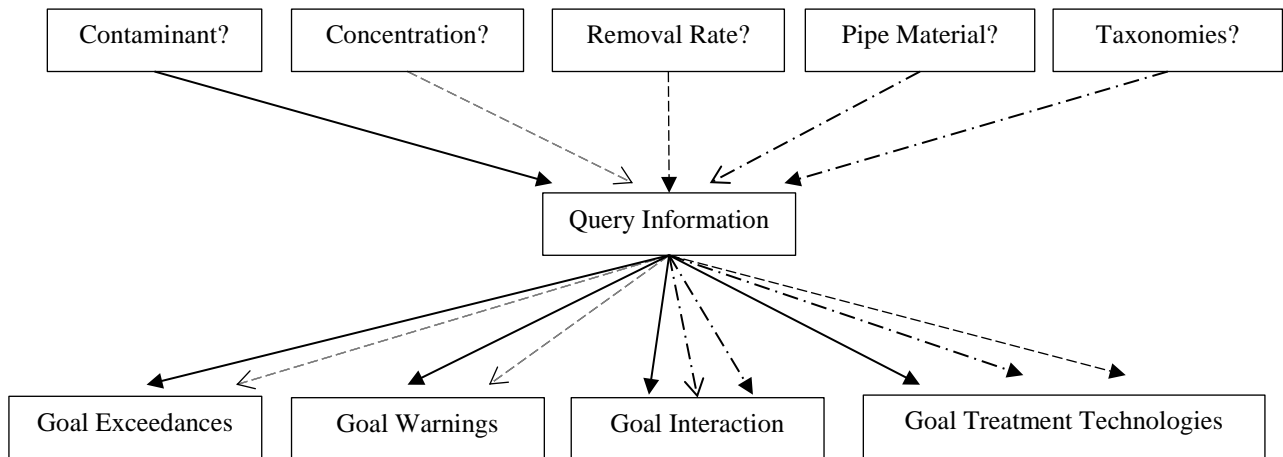 Contaminant?
Concentration?
Removal Rate?
Pipe Material?
Taxonomies?
Query Information
Goal Exceedances
Goal Warnings
Goal Interaction
Goal Treatment Technologies